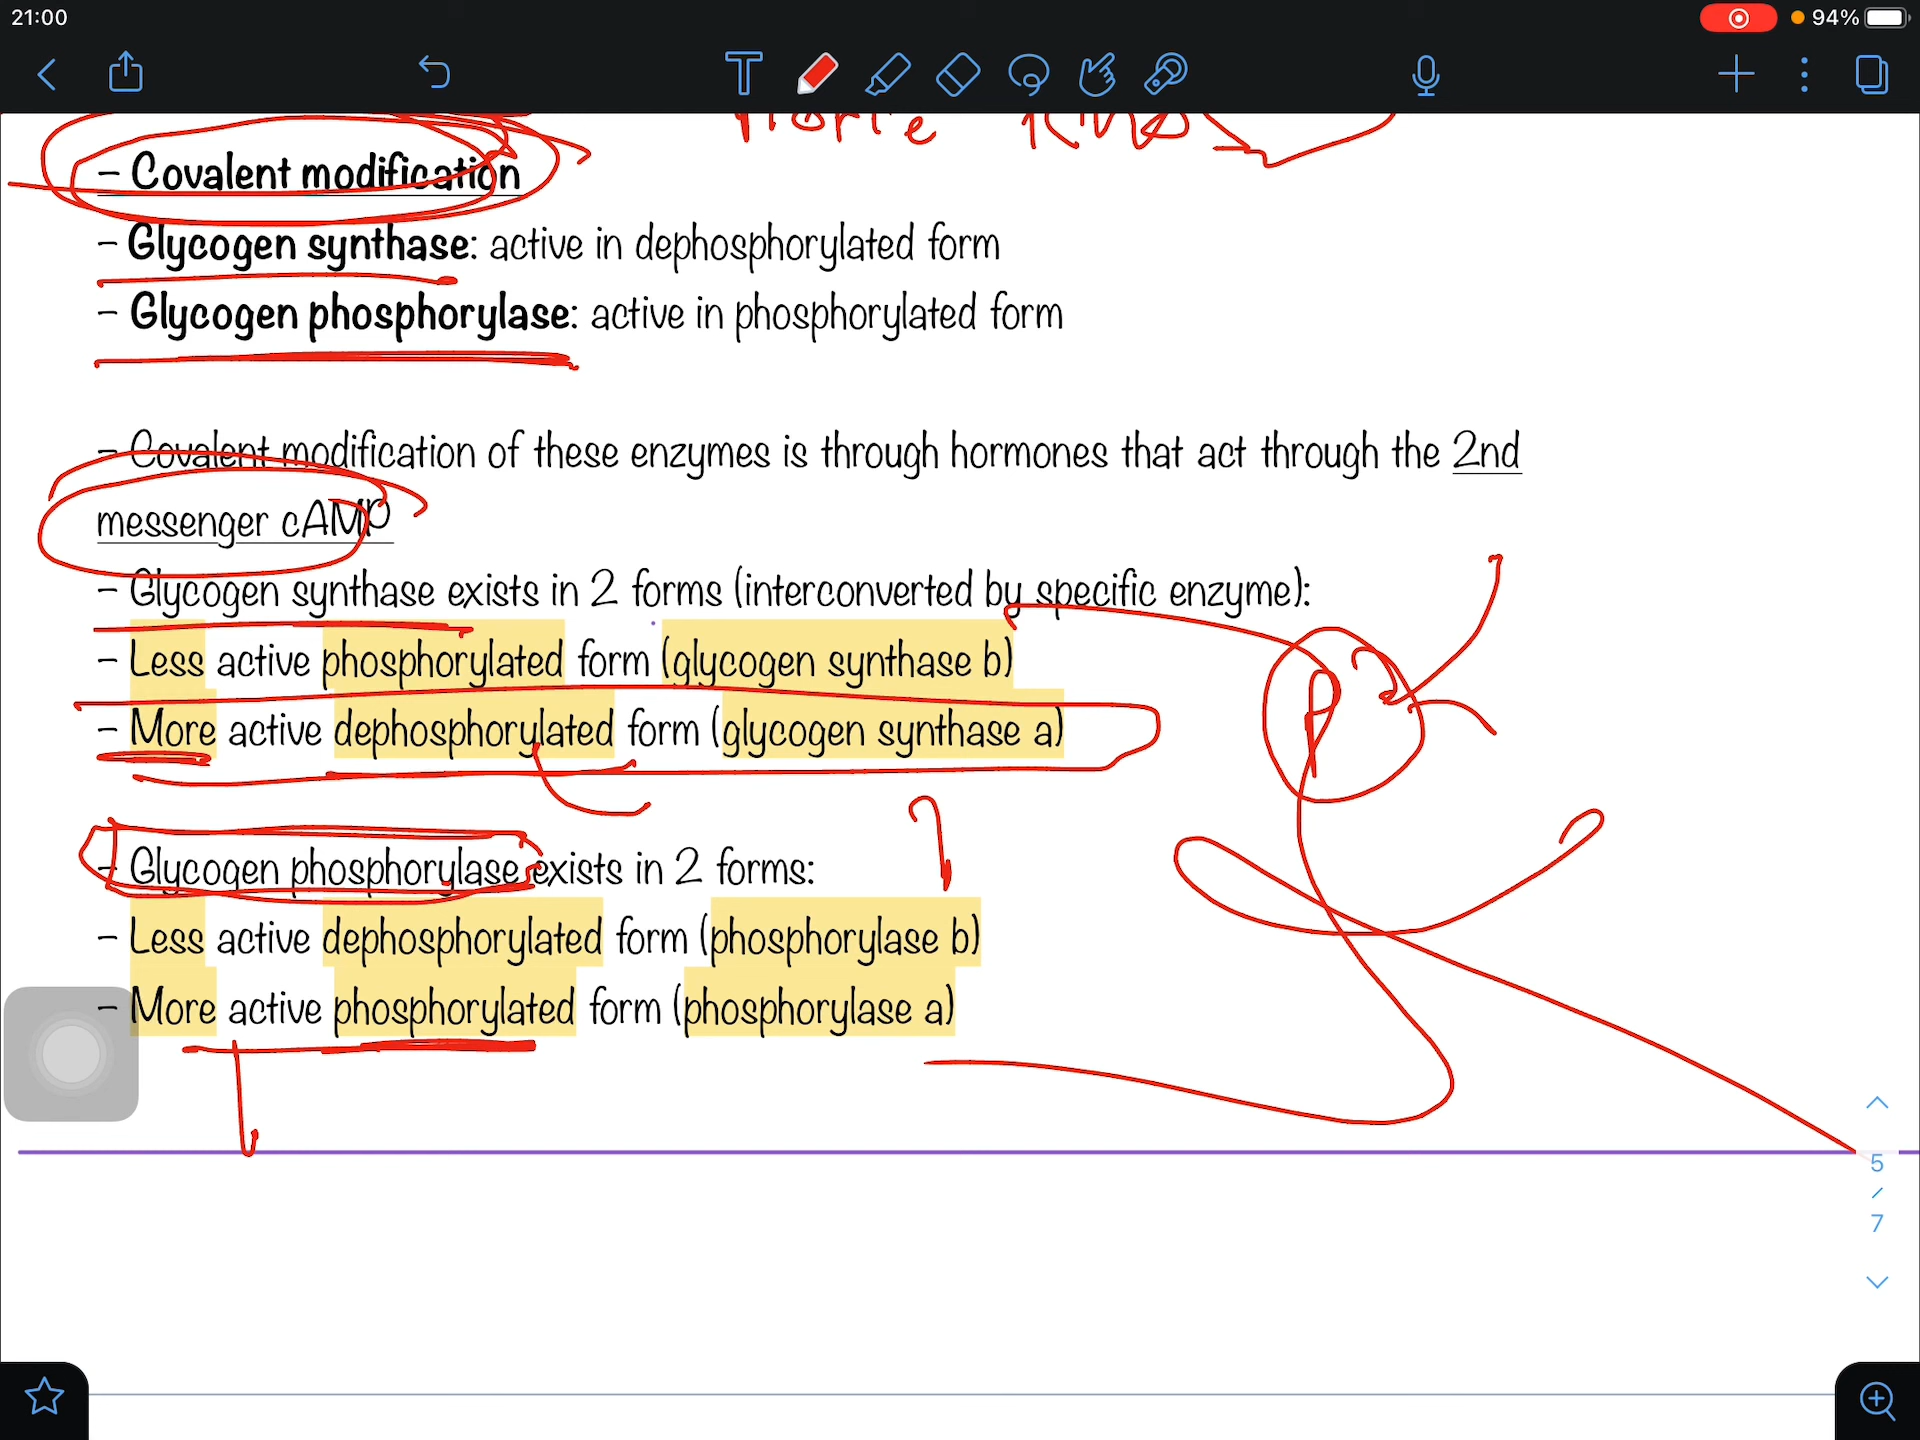 21:00
94%
T
- Covalent modification
- Glycogen synthase: active in dephosphorylated form
- Glycogen phosphorylase: active in phosphorylated form
- Covalent modification of these enzymes is through hormones that act through the 2nd
messenger cAMP
- Glycogen synthase exists in 2 forms (interconverted by specific enzyme):
- Less active phosphorylated form (glycogen synthase b)
- More active dephosphorylated form (glycogen synthase a)
P
- Glycogen phosphorylase exists in 2 forms:
- Less active dephosphorylated form (phosphorylase b)
- More active phosphorylated form (phosphorylase a)
5
/
7